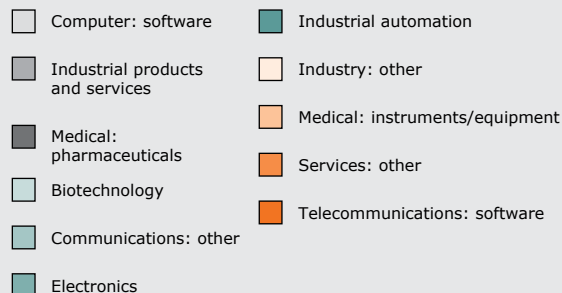 Computer: software
Industrial products
and services
Medical:
pharmaceuticals
Biotechnology
Communications: other
Electronics
Industrial automation
Industry: other
Medical: instruments/equipment
Services: other
Telecommunications: software